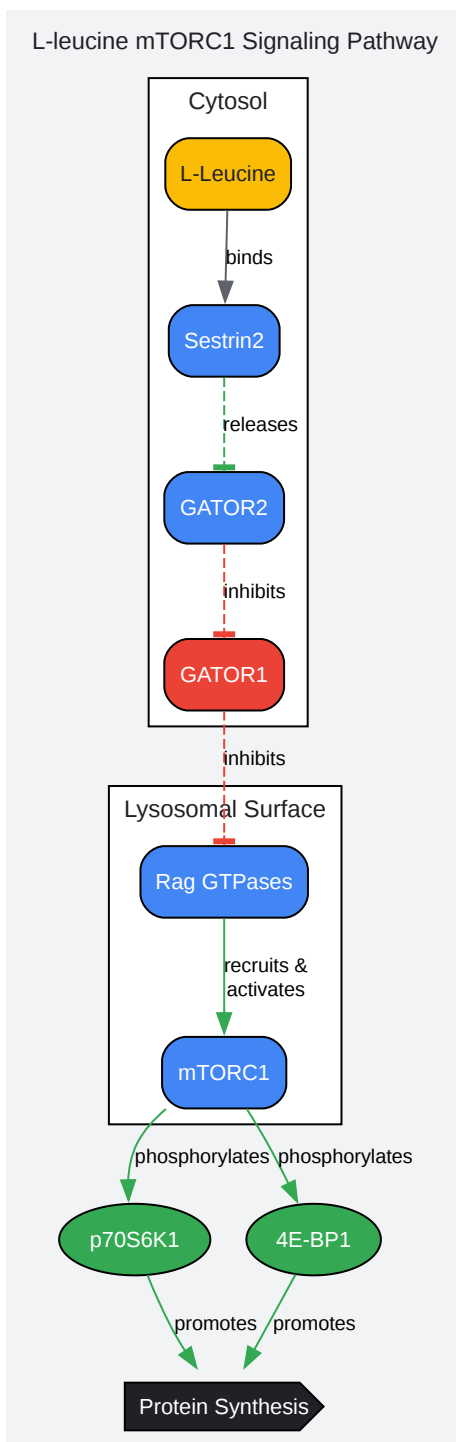 L-leucine mTORC1 Signaling Pathway
Cytosol
L-Leucine
binds
Sestrin2
releases
GATOR2
inhibits
GATOR1
inhibits
Lysosomal Surface
Rag GTPases
recruits &
activates
mTORC1
phosphorylates phosphorylates
p70S6K1 4E-BP1
promotes promotes
Protein Synthesis